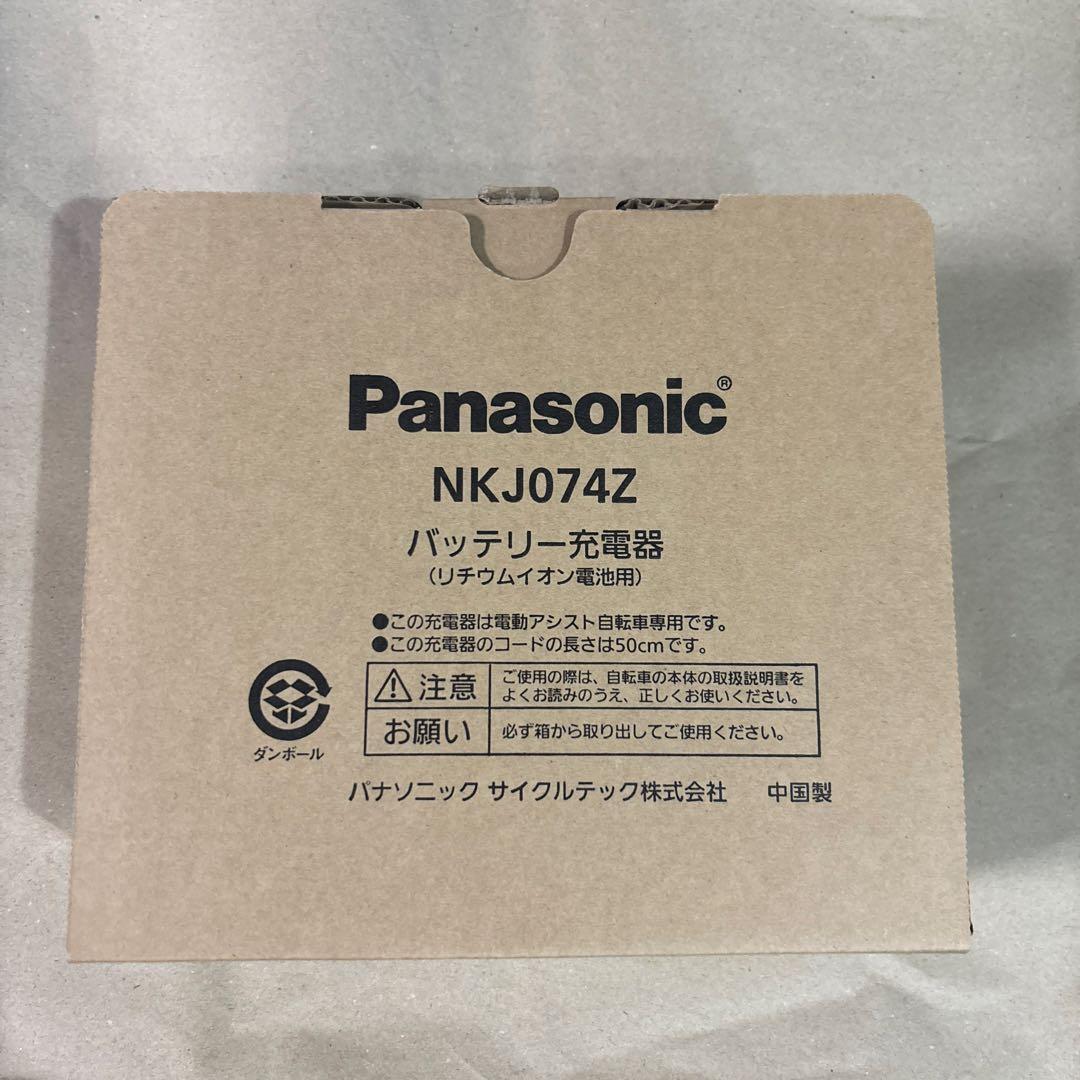 Panasonic®
NKJ074Z
バッテリー充電器
(リチウムイオン電池用)
●この充電器は電動アシスト自転車専用です。
●この充電器のコードの長さは50cmです。
注意
ご使用の際は、自転車の本体の取扱説明書を
よくお読みのうえ、正しくお使いください。
お願い
必ず箱から取り出してご使用ください。
ダンボール
パナソニック サイクルテック株式会社 中国製